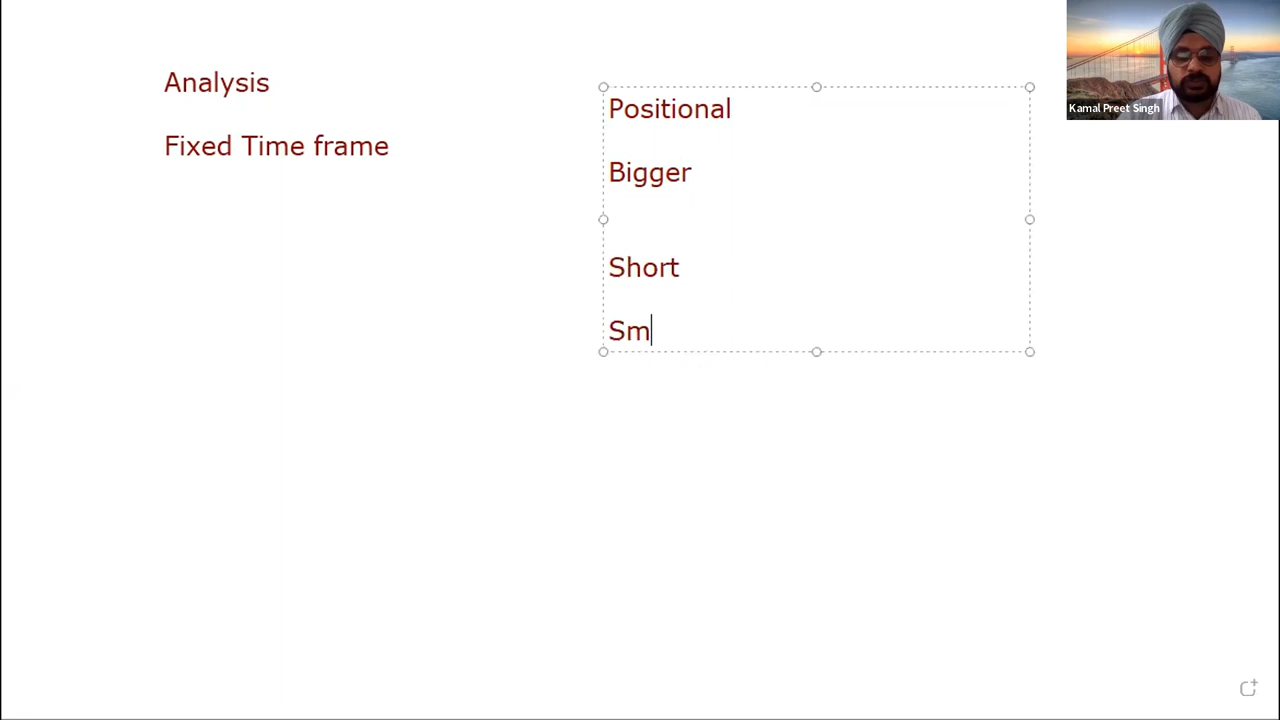 Analysis
Fixed Time frame
Positional
Bigger
Short
Sm
Kamal Preet Singh